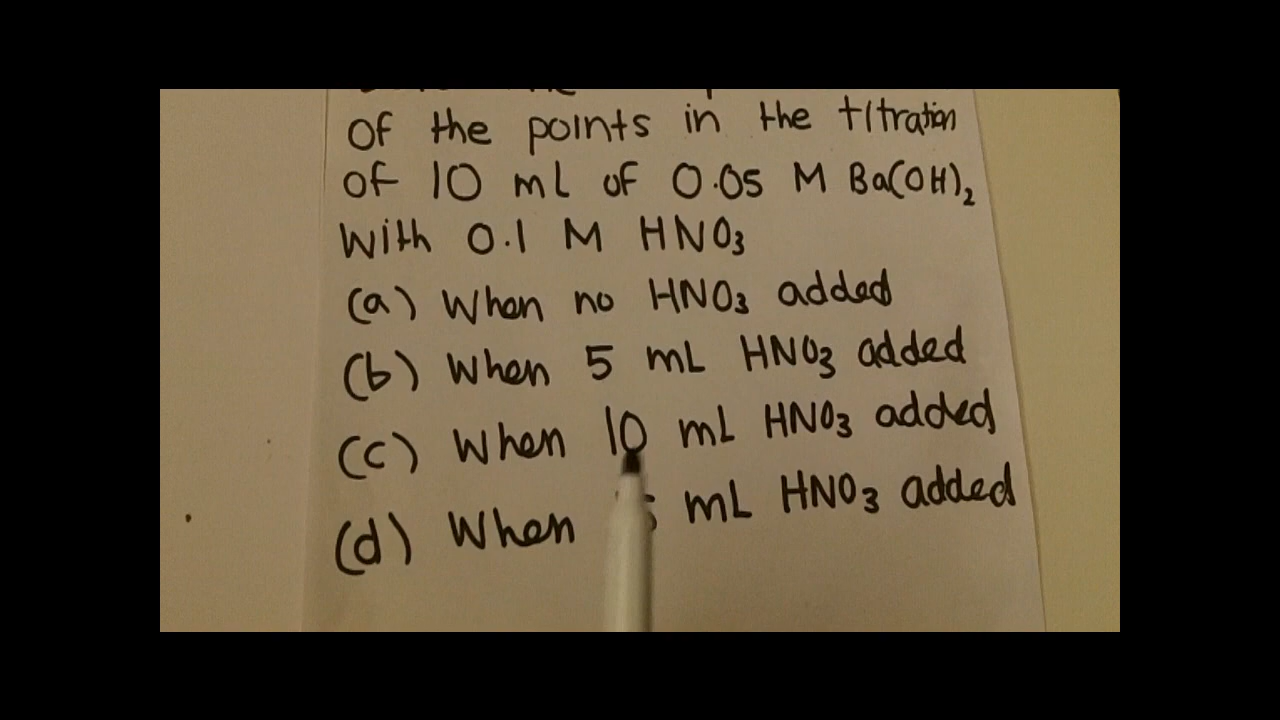 of the points in the titration
of 10 mL of 0.05 M Ba(OH)₂
with 0.1 M HNO₃
(a) When no HNO₃ added
(b) When 5 mL HNO₃ added
(c) When 10 mL HNO₃ added
(d) When mL HNO₃ added